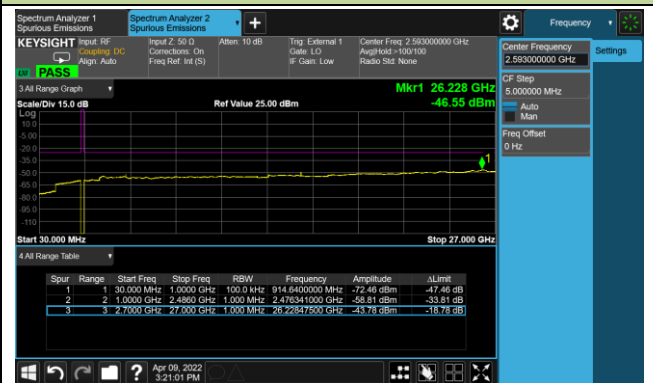 Spectrum Analyzer 1
Spurious Emissions
Spectrum Analyzer 2
Spurious Emissions
Frequency
KEYSIGHT
Input: RF
Coupling: DC
Align: Auto
Input Z: 50 Ω
Corrections: On
Freq Ref: Int (S)
Atten: 10 dB
Trig: External 1
Gate: LO
IF Gain: Low
Center Freq: 2.593000000 GHz
Avg|Hold:>100/100
Radio Std: None
PASS
Center Frequency
2.593000000 GHz
Settings
CF Step
5.000000 MHz
Auto
Man
Freq Offset
0 Hz
3 All Range Graph
Mkr1 26.228 GHz
Scale/Div 15.0 dB
Ref Value 25.00 dBm
-46.55 dBm
Log
10.0
-5.00
-20.0
-35.0
-50.0
-65.0
-80.0
-95.0
-110
1
Start 30.000 MHz
Stop 27.000 GHz
4 All Range Table
Spur Range Start Freq Stop Freq RBW Frequency Amplitude ΔLimit
1 1 30.000 MHz 1.0000 GHz 100.0 kHz 914.6400000 MHz -72.46 dBm -47.46 dB
2 2 1.0000 GHz 2.4860 GHz 1.000 MHz 2.476341000 GHz -58.81 dBm -33.81 dB
3 3 2.7000 GHz 27.000 GHz 1.000 MHz 26.22847500 GHz -43.78 dBm -18.78 dB
Apr 09, 2022
3:21:01 PM